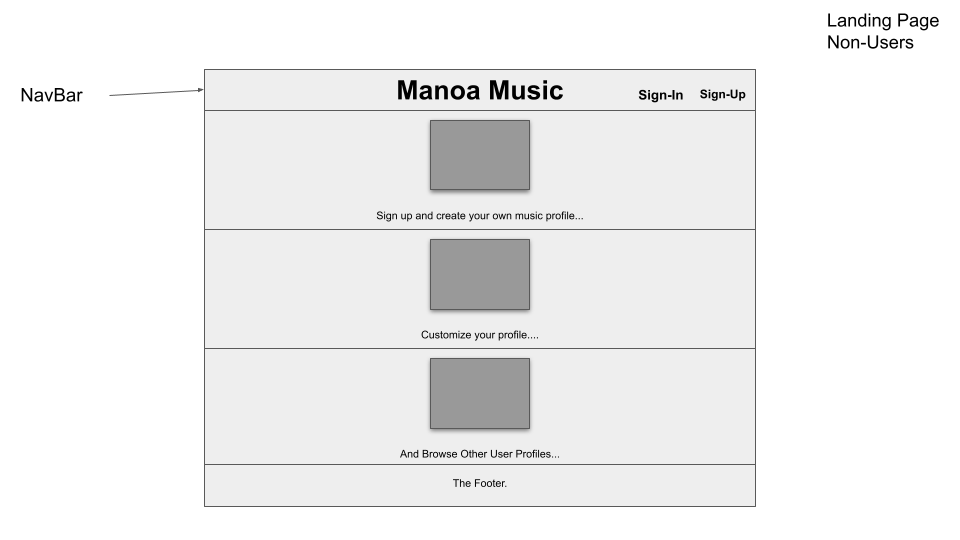 Landing Page
Non-Users
NavBar
Manoa Music
Sign-In
Sign-Up
Sign up and create your own music profile...
Customize your profile....
And Browse Other User Profiles...
The Footer.